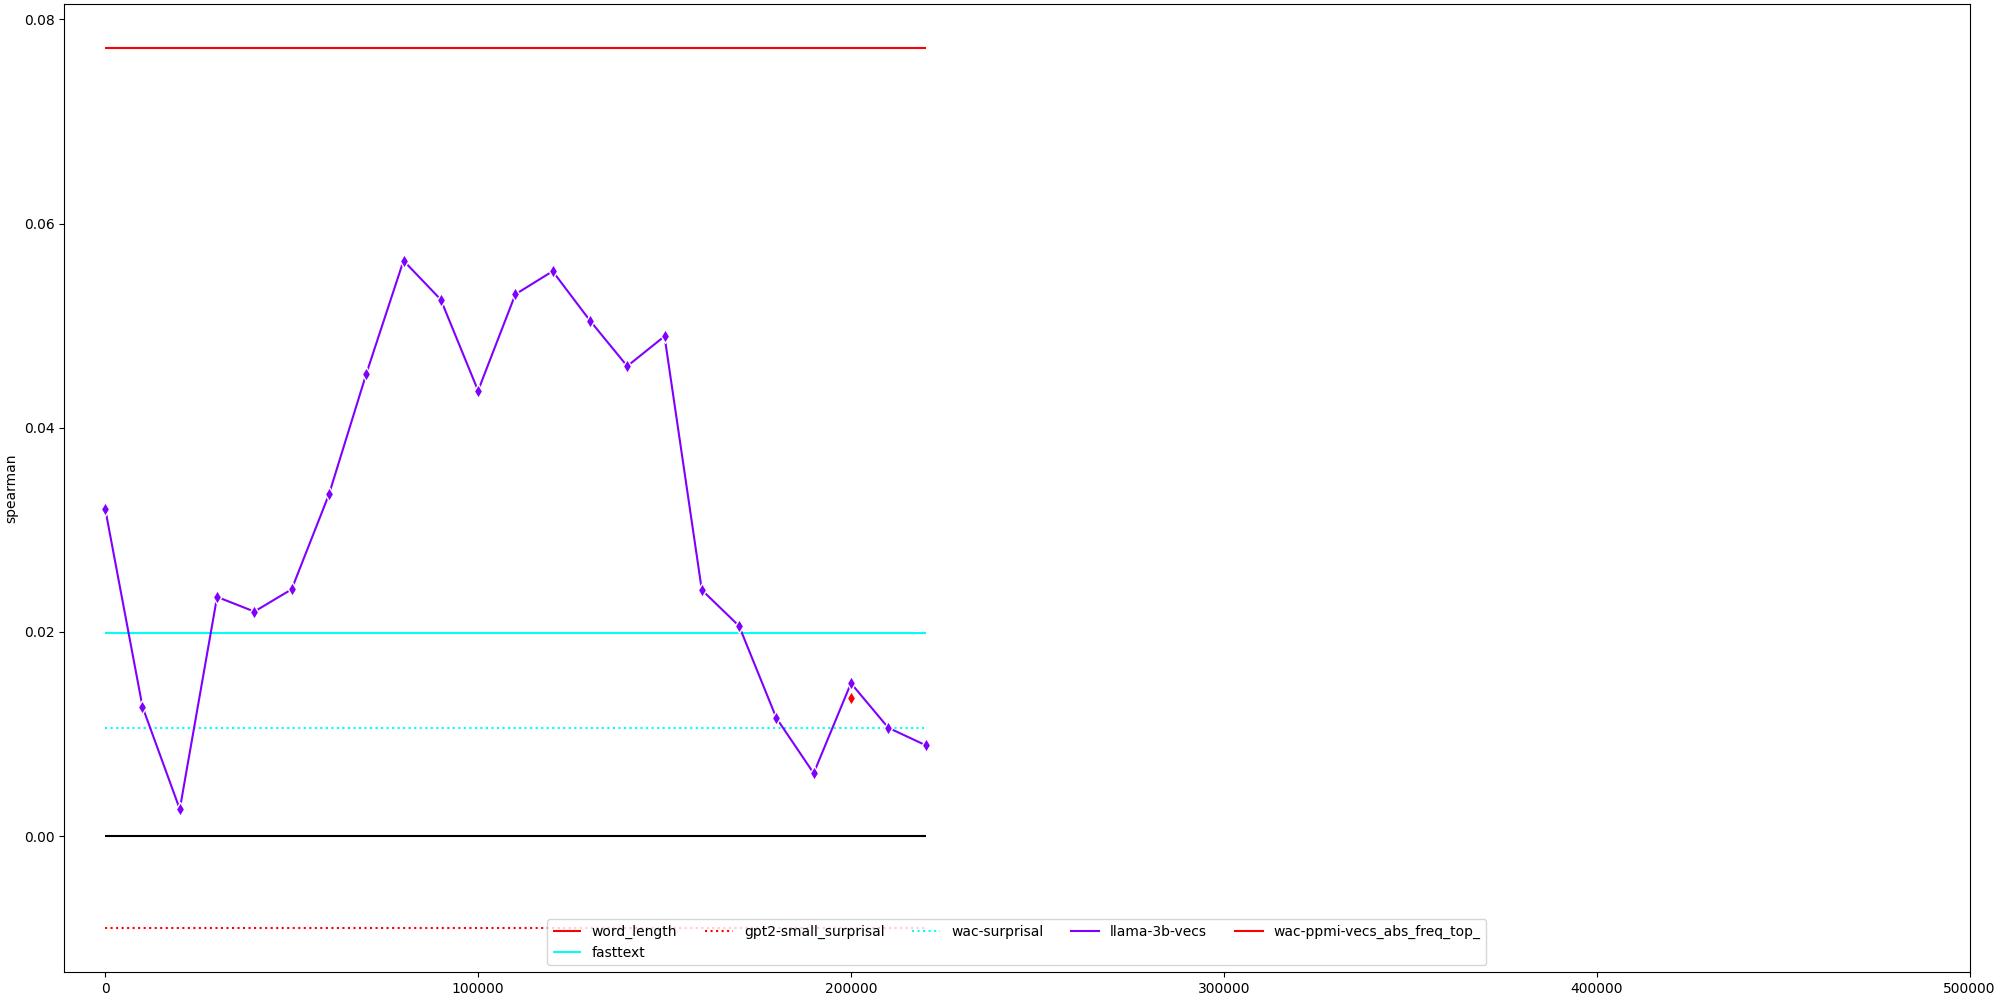 0.08
0.06
0.04
0.02
0.00
spearman
word_length gpt2-small_surprisal wac-surprisal llama-3b-vecs wac-ppmi-vecs_abs_freq_top_
fasttext
0 100000 200000 300000 400000 500000